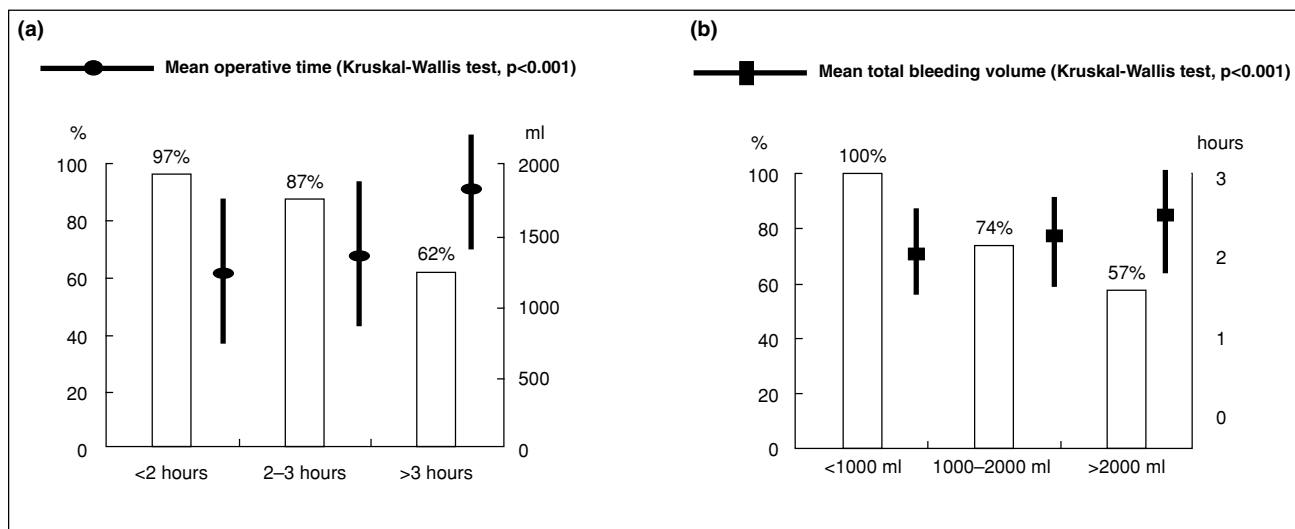 (a)
Mean operative time (Kruskal-Wallis test, p<0.001)
%
ml
100
80
60
40
20
0
97%
87%
62%
2000
1500
1000
500
0
<2 hours
2–3 hours
>3 hours
(b)
Mean total bleeding volume (Kruskal-Wallis test, p<0.001)
%
hours
100
80
60
40
20
0
100%
74%
57%
3
2
1
0
<1000 ml
1000–2000 ml
>2000 ml